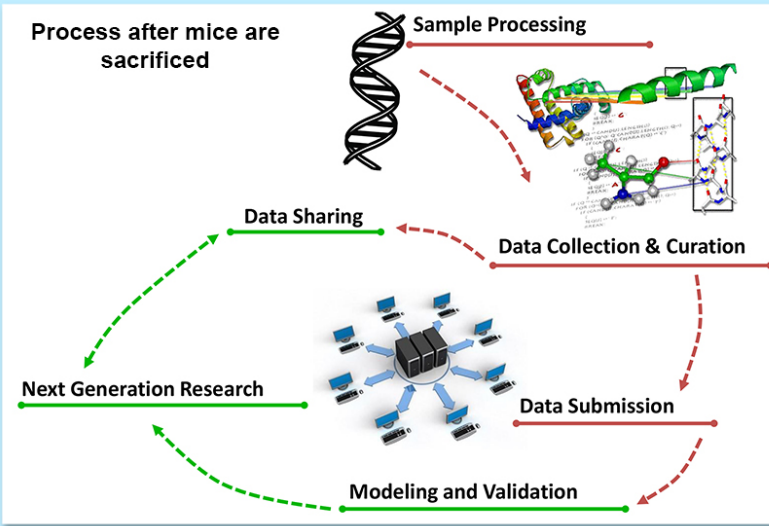 Process after mice are
sacrificed
Sample Processing
Data Sharing
Data Collection & Curation
Next Generation Research
Data Submission
Modeling and Validation